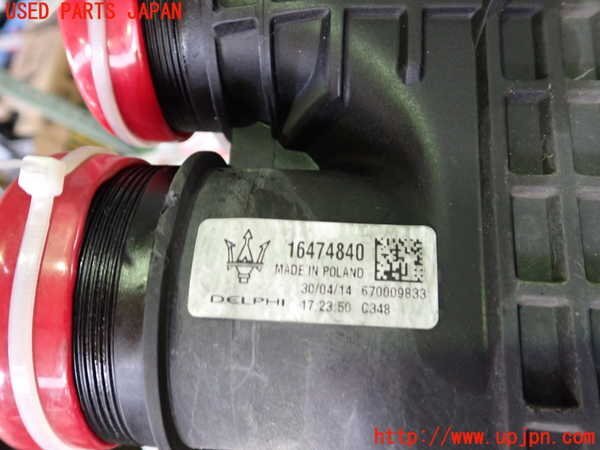 USED PARTS JAPAN
16474840
MADE IN POLAND
30/04/14 670009833
DELPHI 17:23:50 C348
http://www.upjpn.com/